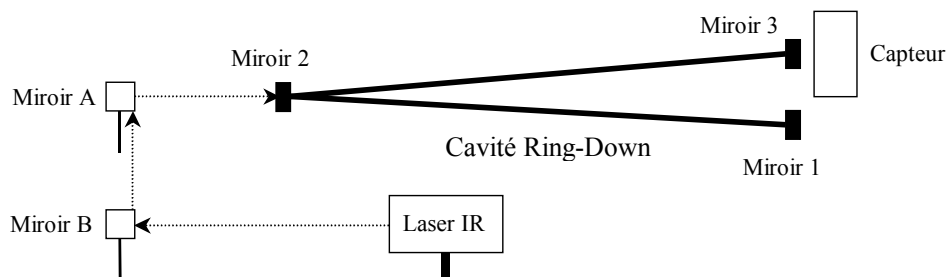 Miroir 3
Capteur
Miroir 2
Miroir A
Cavité Ring-Down
Miroir 1
Miroir B
Laser IR